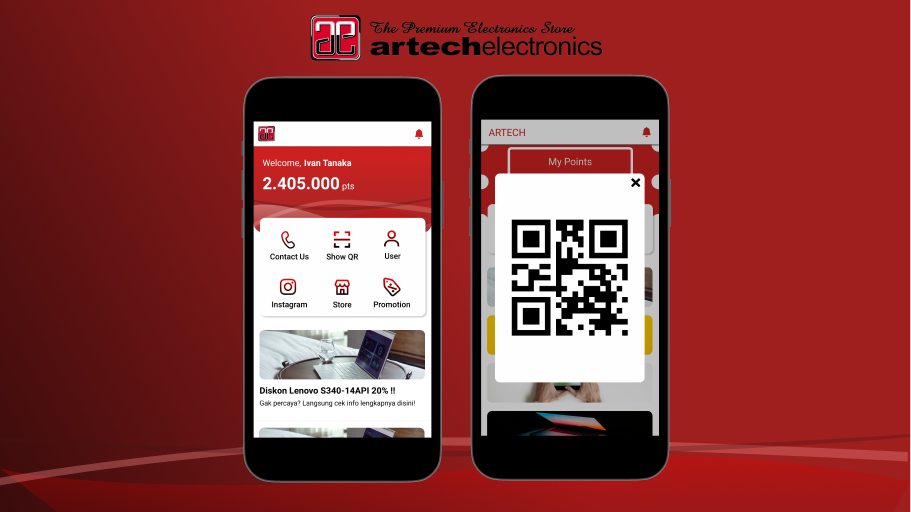 The Premium Electronics Store
artechelectronics
Welcome, Ivan Tanaka
2.405.000 pts
Contact Us
Show QR
User
Instagram
Store
Promotion
Diskon Lenovo S340-14API 20% !!
Gak percaya? Langsung cek info lengkapnya disini!
ARTECH
My Points